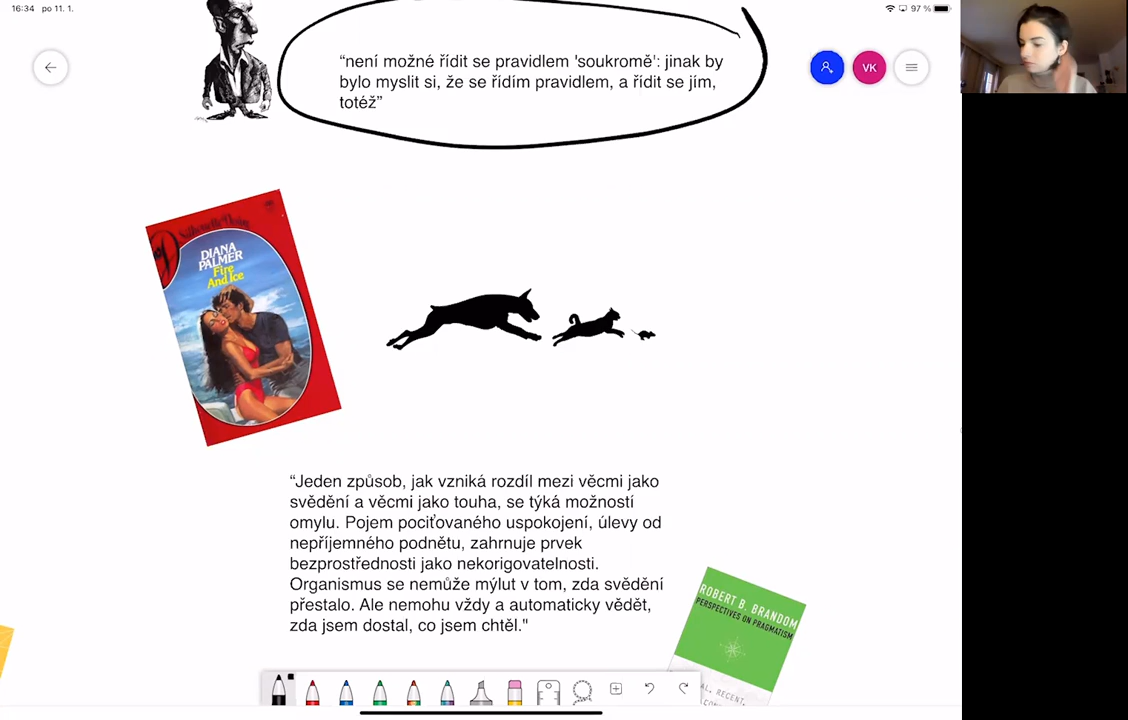 16:34 po 11. 1.
97 %
“není možné řídit se pravidlem 'soukromě': jinak by
bylo myslit si, že se řídím pravidlem, a řídit se jím,
totéž”
VK
Silhouette Desire
DIANA
PALMER
Fire
And Ice
“Jeden způsob, jak vzniká rozdíl mezi věcmi jako
svědění a věcmi jako touha, se týká možností
omylu. Pojem pociťovaného uspokojení, úlevy od
nepříjemného podnětu, zahrnuje prvek
bezprostřednosti jako nekorigovatelnosti.
Organismus se nemůže mýlut v tom, zda svědění
přestalo. Ale nemohu vždy a automaticky vědět,
zda jsem dostal, co jsem chtěl."
ROBERT B. BRANDOM
PERSPECTIVES ON PRAGMATISM
AL, RECENT,